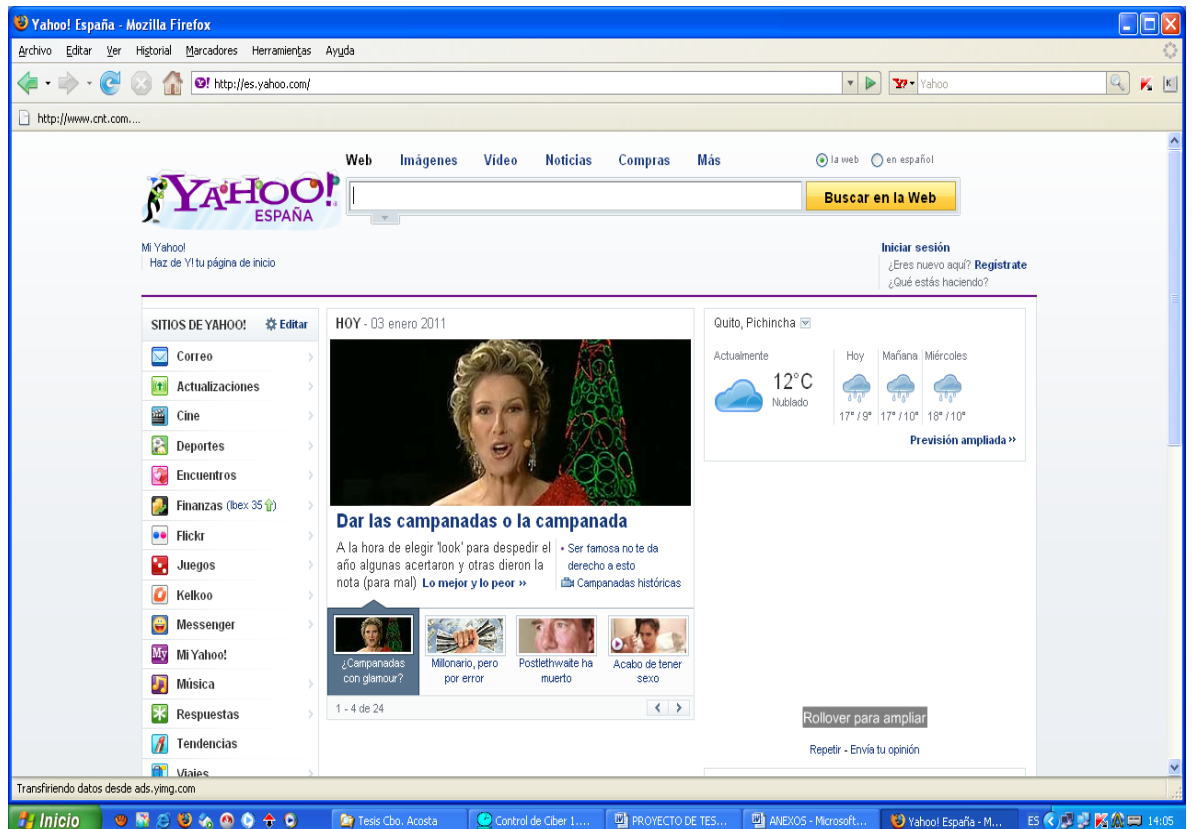 Yahoo! España - Mozilla Firefox
Archivo Editar Ver Historial Marcadores Herramientas Ayuda
http://es.yahoo.com/
Yahoo
http://www.cnt.com....
Web Imágenes Vídeo Noticias Compras Más
la web en español
YAHOO!
ESPAÑA
Buscar en la Web
Mi Yahoo!
Haz de Y! tu página de inicio
Iniciar sesión
¿Eres nuevo aquí? Regístrate
¿Qué estás haciendo?
SITIOS DE YAHOO! Editar
Correo
Actualizaciones
Cine
Deportes
Encuentros
Finanzas (Ibex 35)
Flickr
Juegos
Kelkoo
Messenger
Mi Yahoo!
Música
Respuestas
Tendencias
Viajes
HOY - 03 enero 2011
Dar las campanadas o la campanada
A la hora de elegir 'look' para despedir el
año algunas acertaron y otras dieron la
nota (para mal) Lo mejor y lo peor »
• Ser famosa no te da
derecho a esto
Campanadas históricas
¿Campanadas
con glamour?
Millonario, pero
por error
Postlethwaite ha
muerto
Acabo de tener
sexo
1 - 4 de 24
Quito, Pichincha
Actualmente
12°C
Nublado
Hoy Mañana Miércoles
17° / 9° 17° / 10° 18° / 10°
Previsión ampliada »
Rollover para ampliar
Repetir - Envía tu opinión
Transfiriendo datos desde ads.yimg.com
Inicio
Tesis Cbo. Acosta
Control de Ciber 1....
PROYECTO DE TES...
ANEXOS - Microsoft...
Yahoo! España - M...
ES
14:05